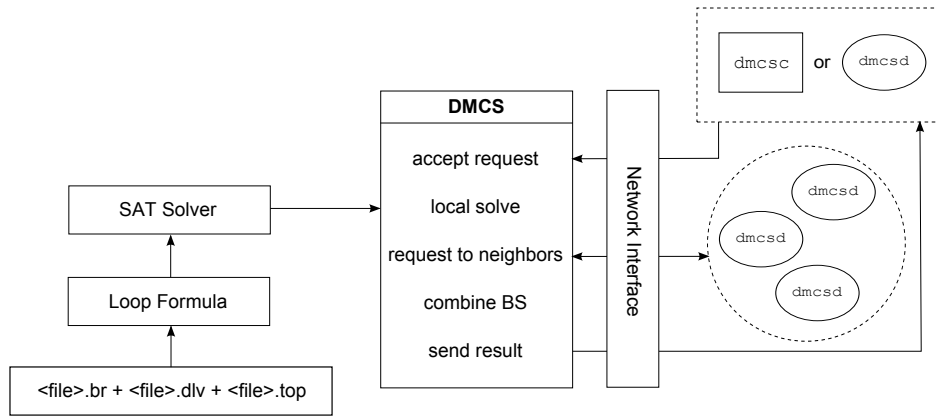 dmcsc or dmcsd
DMCS
accept request
local solve
request to neighbors
combine BS
send result
Network Interface
dmcsd
dmcsd
dmcsd
SAT Solver
Loop Formula
<file>.br + <file>.dlv + <file>.top